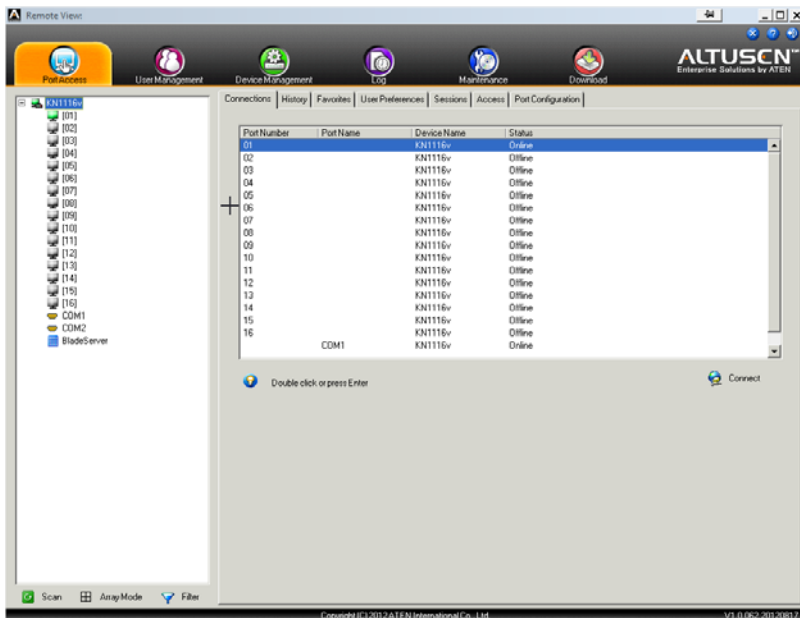 Remote View:
ALTUSEN™
Enterprise Solutions by ATEN
Port Access
User Management
Device Management
Log
Maintenance
Download
KN1116v
[01]
[02]
[03]
[04]
[05]
[06]
[07]
[08]
[09]
[10]
[11]
[12]
[13]
[14]
[15]
[16]
COM1
COM2
BladeServer
Scan
Array Mode
Filter
Connections History Favorites User Preferences Sessions Access Port Configuration
Port Number Port Name Device Name Status
01 KN1116v Online
02 KN1116v Offline
03 KN1116v Offline
04 KN1116v Offline
05 KN1116v Offline
06 KN1116v Offline
07 KN1116v Offline
08 KN1116v Offline
09 KN1116v Offline
10 KN1116v Offline
11 KN1116v Offline
12 KN1116v Offline
13 KN1116v Offline
14 KN1116v Offline
15 KN1116v Offline
16 KN1116v Offline
COM1 KN1116v Online
Double click or press Enter
Connect
Copyright (C) 2012 ATEN International Co., Ltd.
V1.0.062.20120817